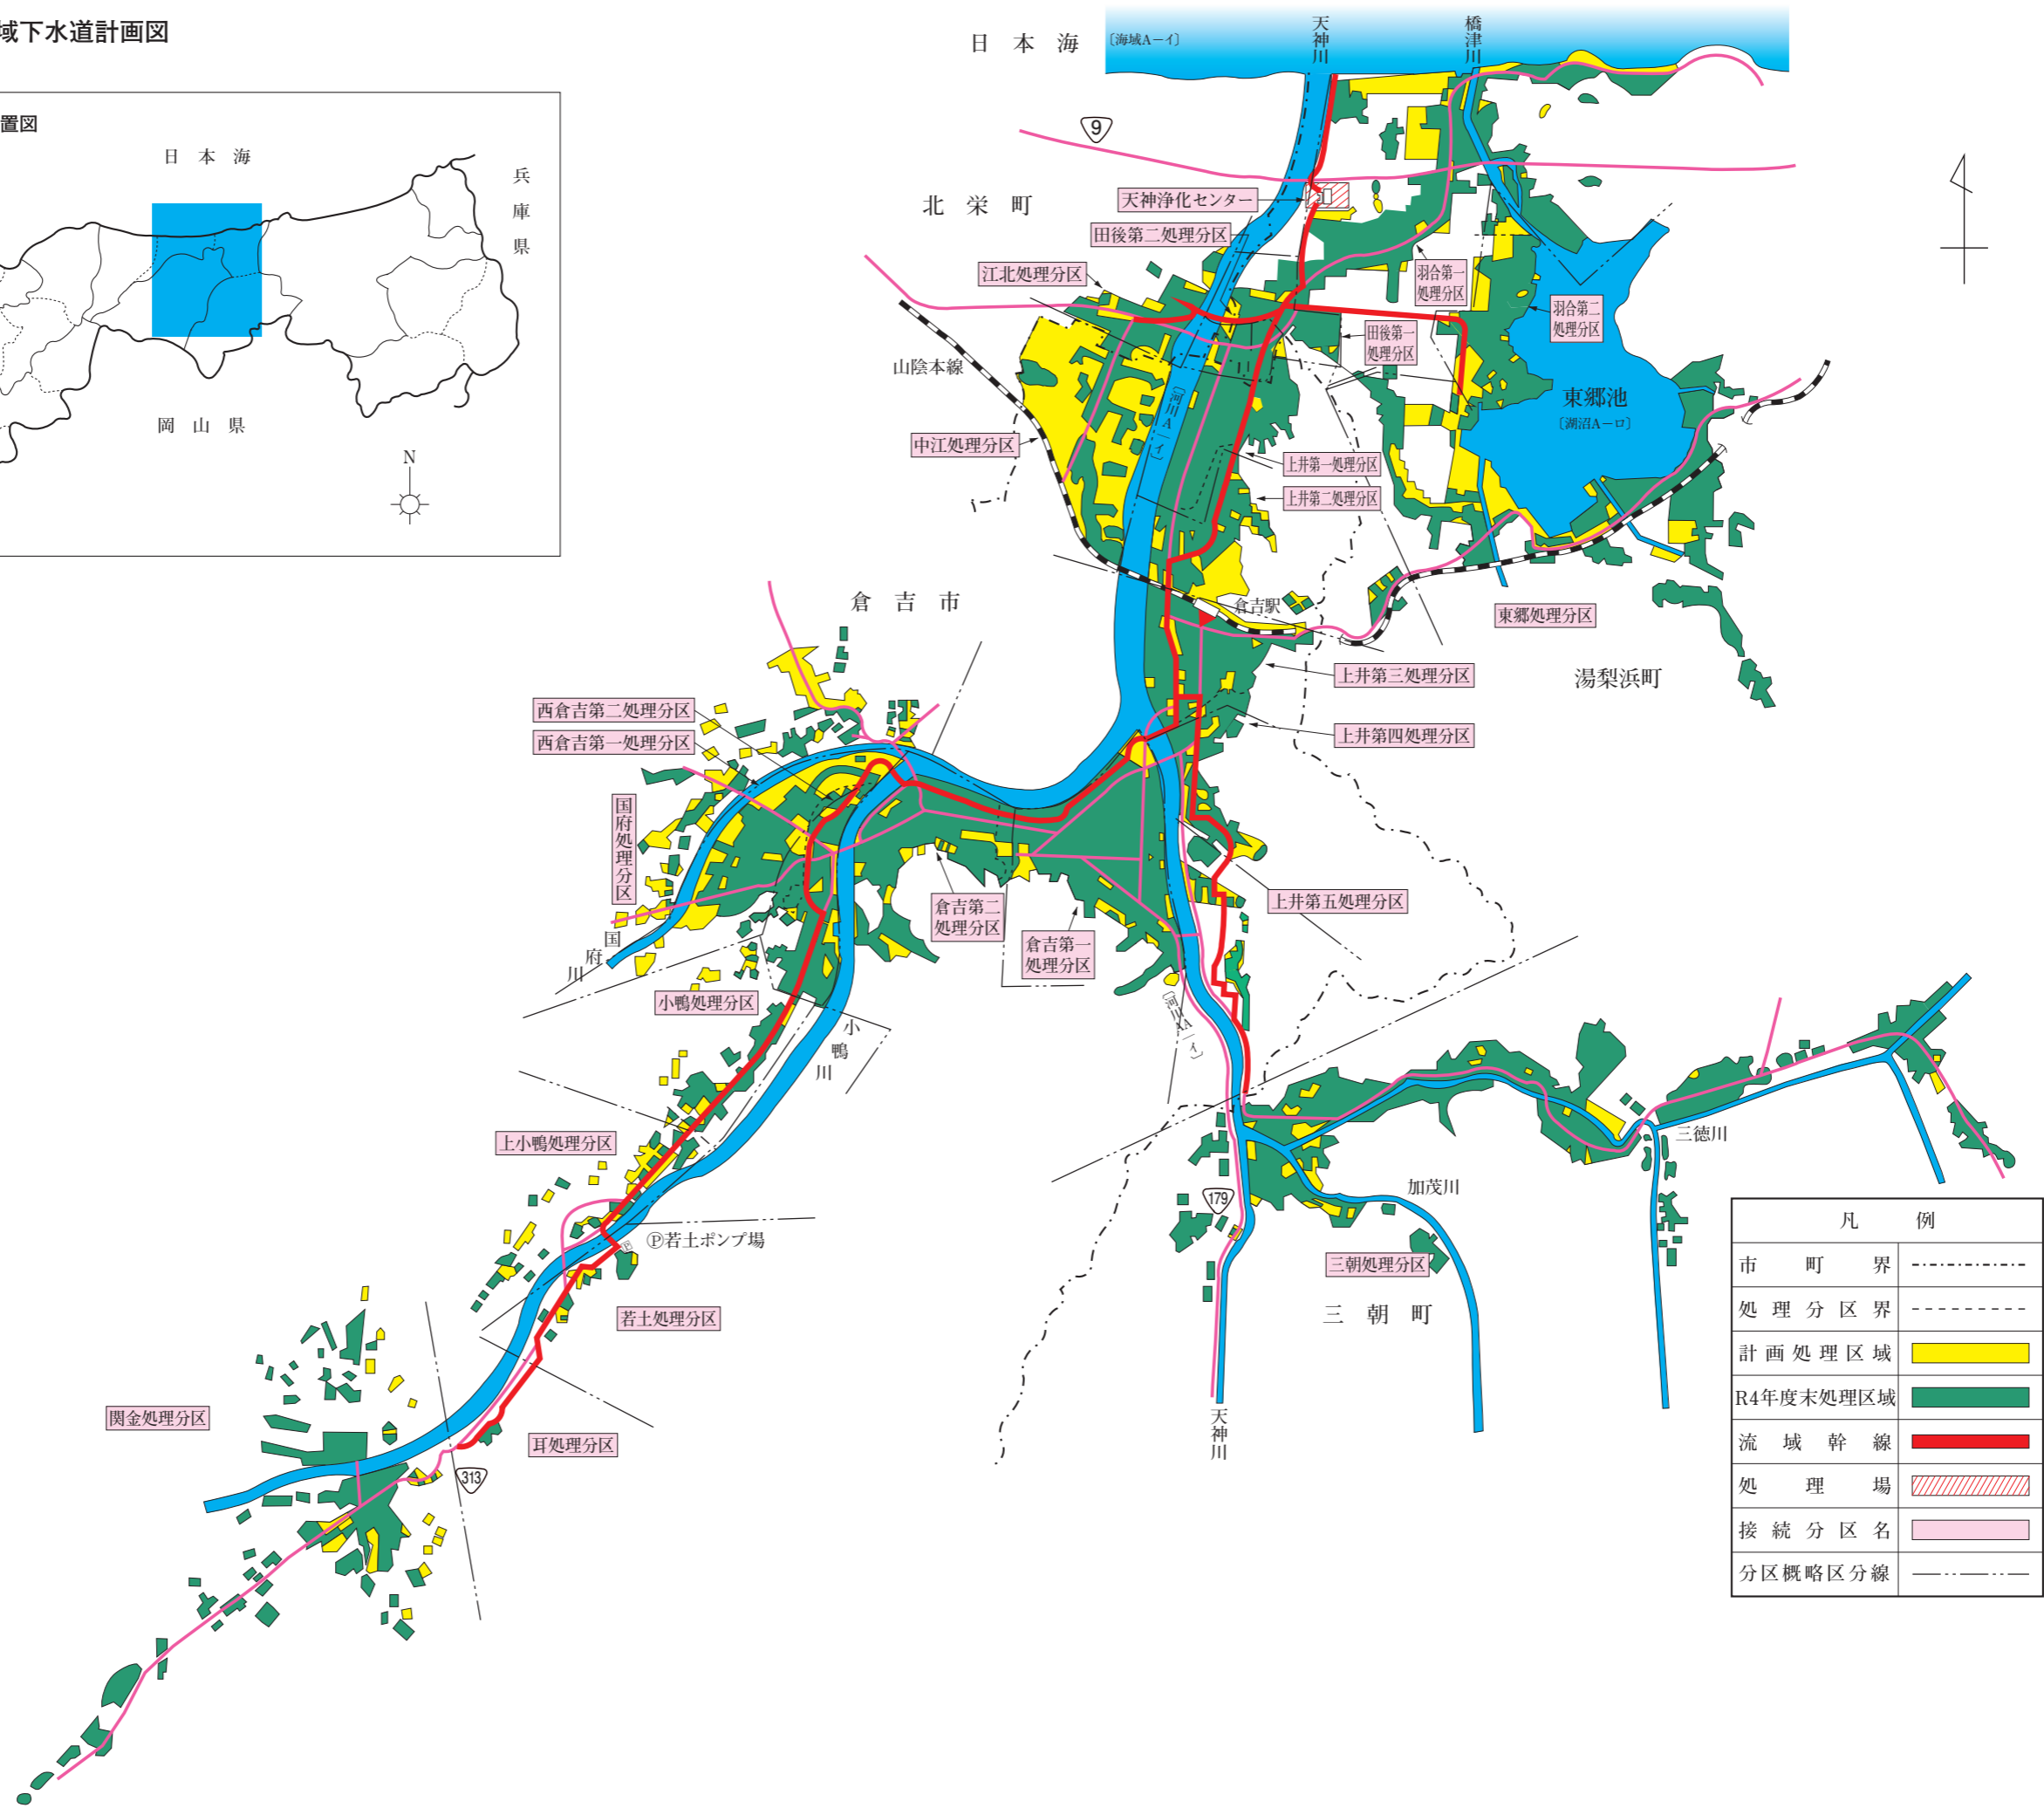 域下水道計画図
置図
日本海
兵庫県
岡山県
N
日本海
〔海域A-イ〕
天神川
橋津川
9
北栄町
天神浄化センター
田後第二処理分区
江北処理分区
羽合第一
処理分区
羽合第二
処理分区
田後第一
処理分区
山陰本線
〔河川A-イ〕
東郷池
〔湖沼A-ロ〕
中江処理分区
上井第一処理分区
上井第二処理分区
倉吉市
倉吉駅
東郷処理分区
湯梨浜町
上井第三処理分区
西倉吉第二処理分区
西倉吉第一処理分区
上井第四処理分区
国府処理分区
倉吉第二
処理分区
倉吉第一
処理分区
上井第五処理分区
国府川
小鴨処理分区
〔河川AA-イ〕
小鴨川
上小鴨処理分区
三徳川
加茂川
179
Ⓟ若土ポンプ場
P
三朝処理分区
若土処理分区
三朝町
関金処理分区
耳処理分区
天神川
313
凡例
市町界
処理分区界
計画処理区域
R4年度末処理区域
流域幹線
処理場
接続分区名
分区概略区分線